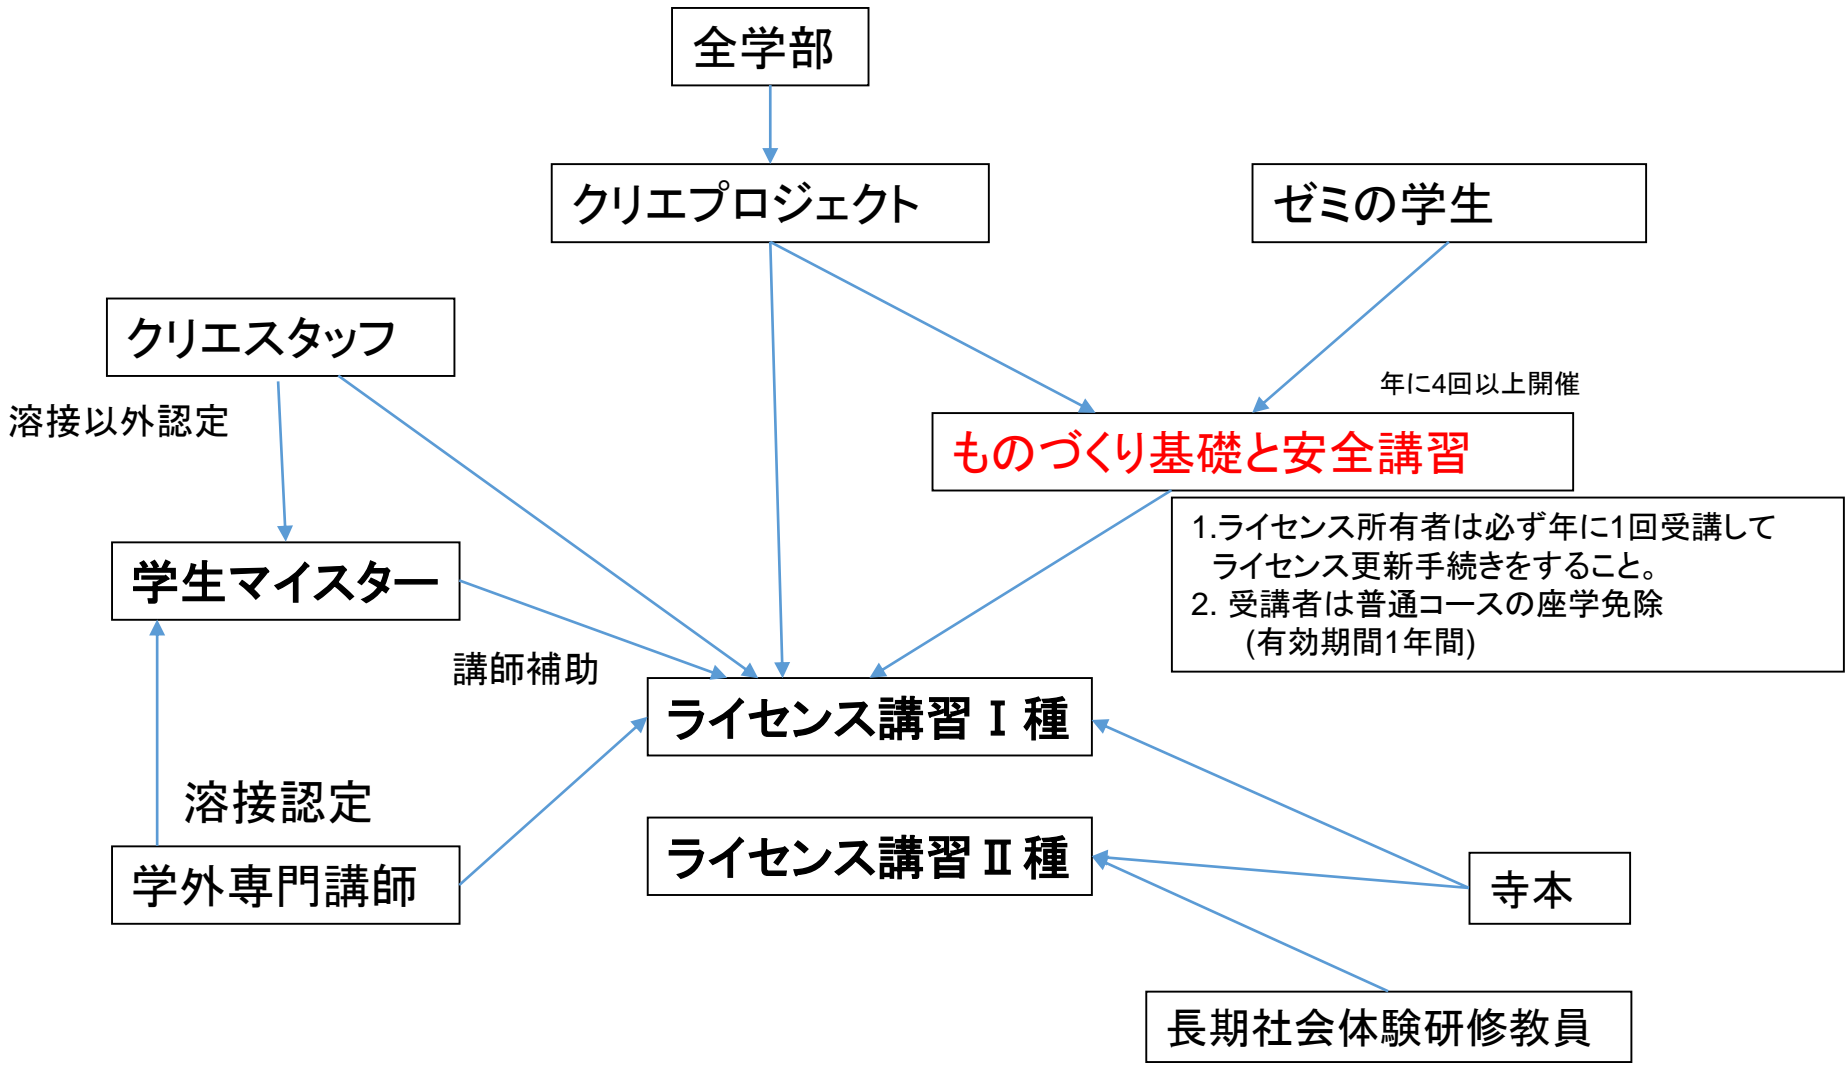 全学部
クリエプロジェクト
ゼミの学生
クリエスタッフ
年に4回以上開催
溶接以外認定
ものづくり基礎と安全講習
1.ライセンス所有者は必ず年に1回受講して
ライセンス更新手続きをすること。
2. 受講者は普通コースの座学免除
(有効期間1年間)
学生マイスター
講師補助
ライセンス講習Ⅰ種
溶接認定
ライセンス講習Ⅱ種
学外専門講師
寺本
長期社会体験研修教員